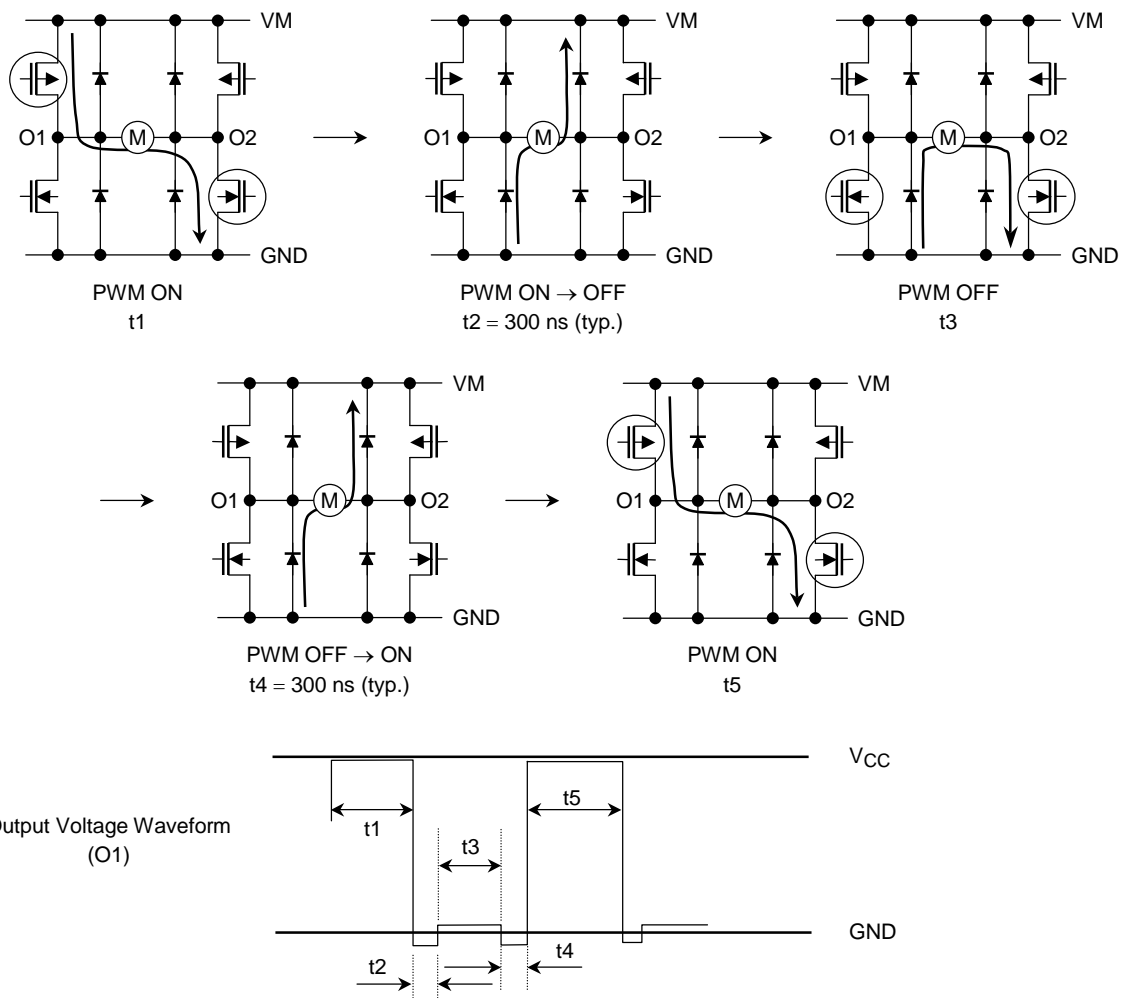 VM
VM
VM
O1 M O2
O1 M O2
O1 M O2
GND
GND
GND
PWM ON
t1
PWM ON → OFF
t2 = 300 ns (typ.)
PWM OFF
t3
VM
VM
O1 M O2
O1 M O2
GND
GND
PWM OFF → ON
t4 = 300 ns (typ.)
PWM ON
t5
VCC
t5
t1
utput Voltage Waveform
(O1)
t3
GND
t4
t2